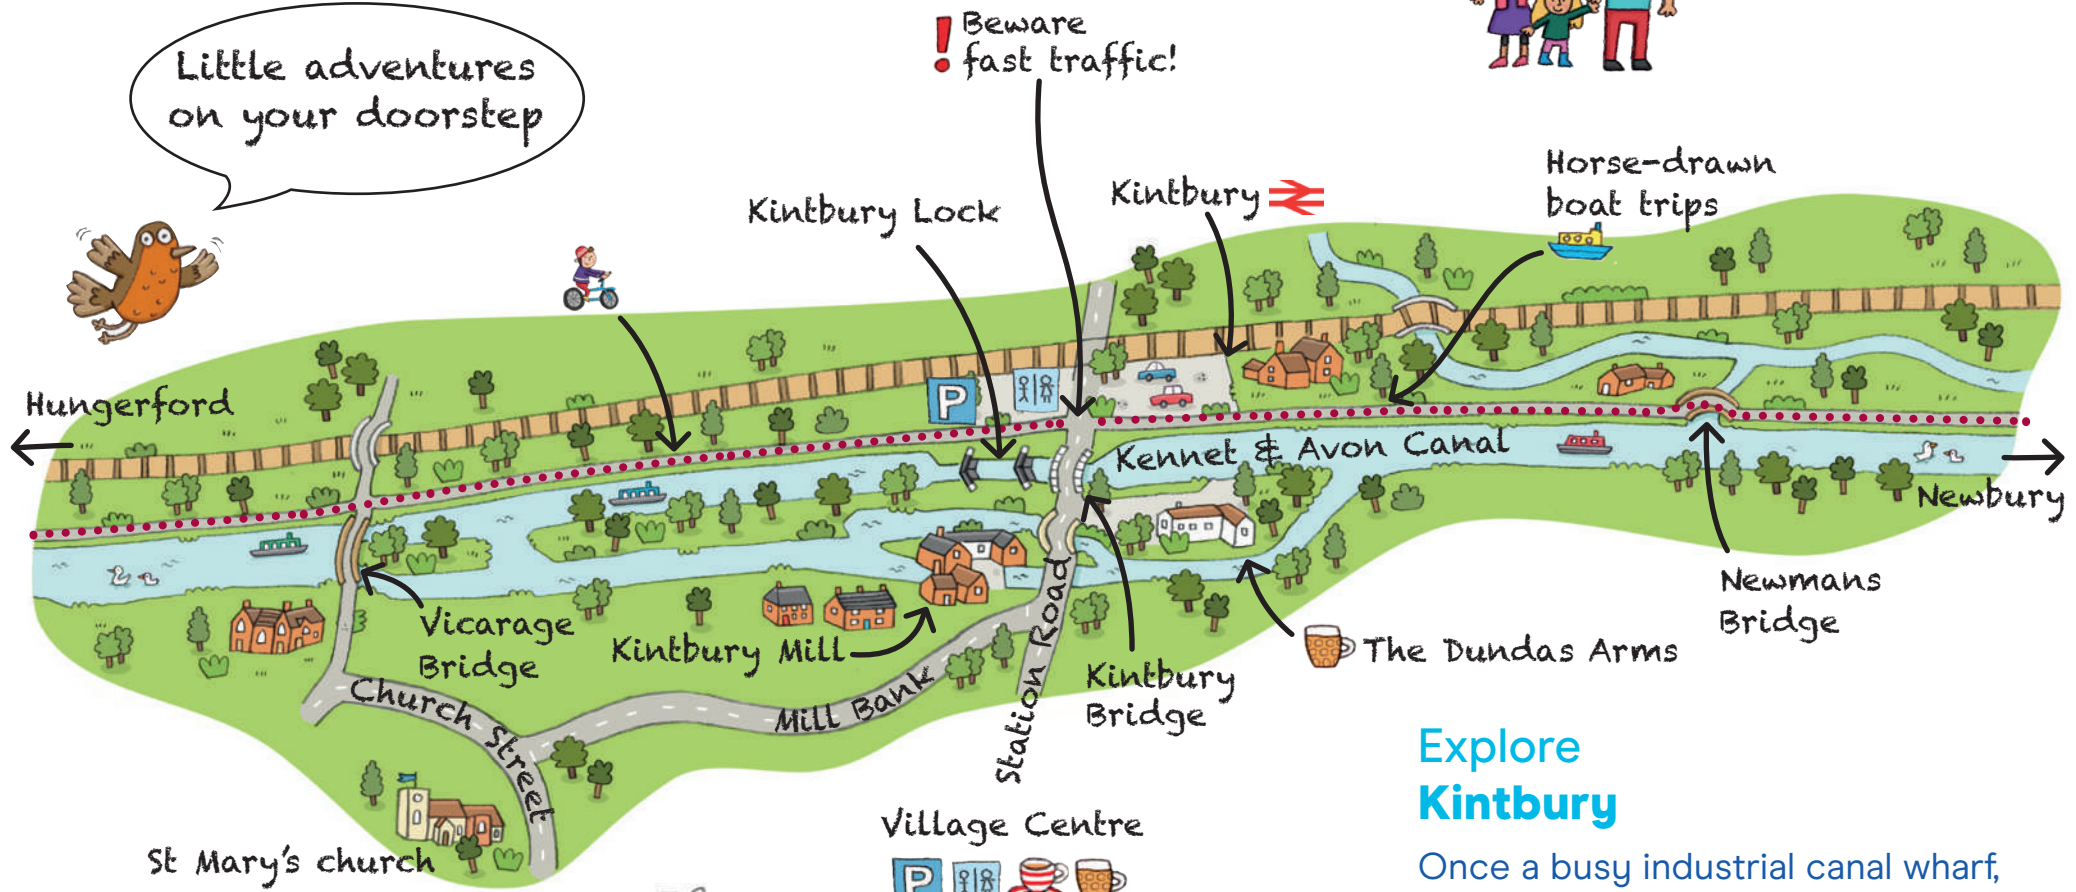 Little adventures
on your doorstep
Beware
fast traffic!
Kintbury Lock
Kintbury
Horse-drawn
boat trips
Hungerford
P
Kennet & Avon Canal
Newbury
Vicarage
Bridge
Kintbury Mill
Station Road
Kintbury
Bridge
The Dundas Arms
Newmans
Bridge
Church Street
Mill Bank
St Mary's church
Village Centre
P
Explore
Kintbury
Once a busy industrial canal wharf,